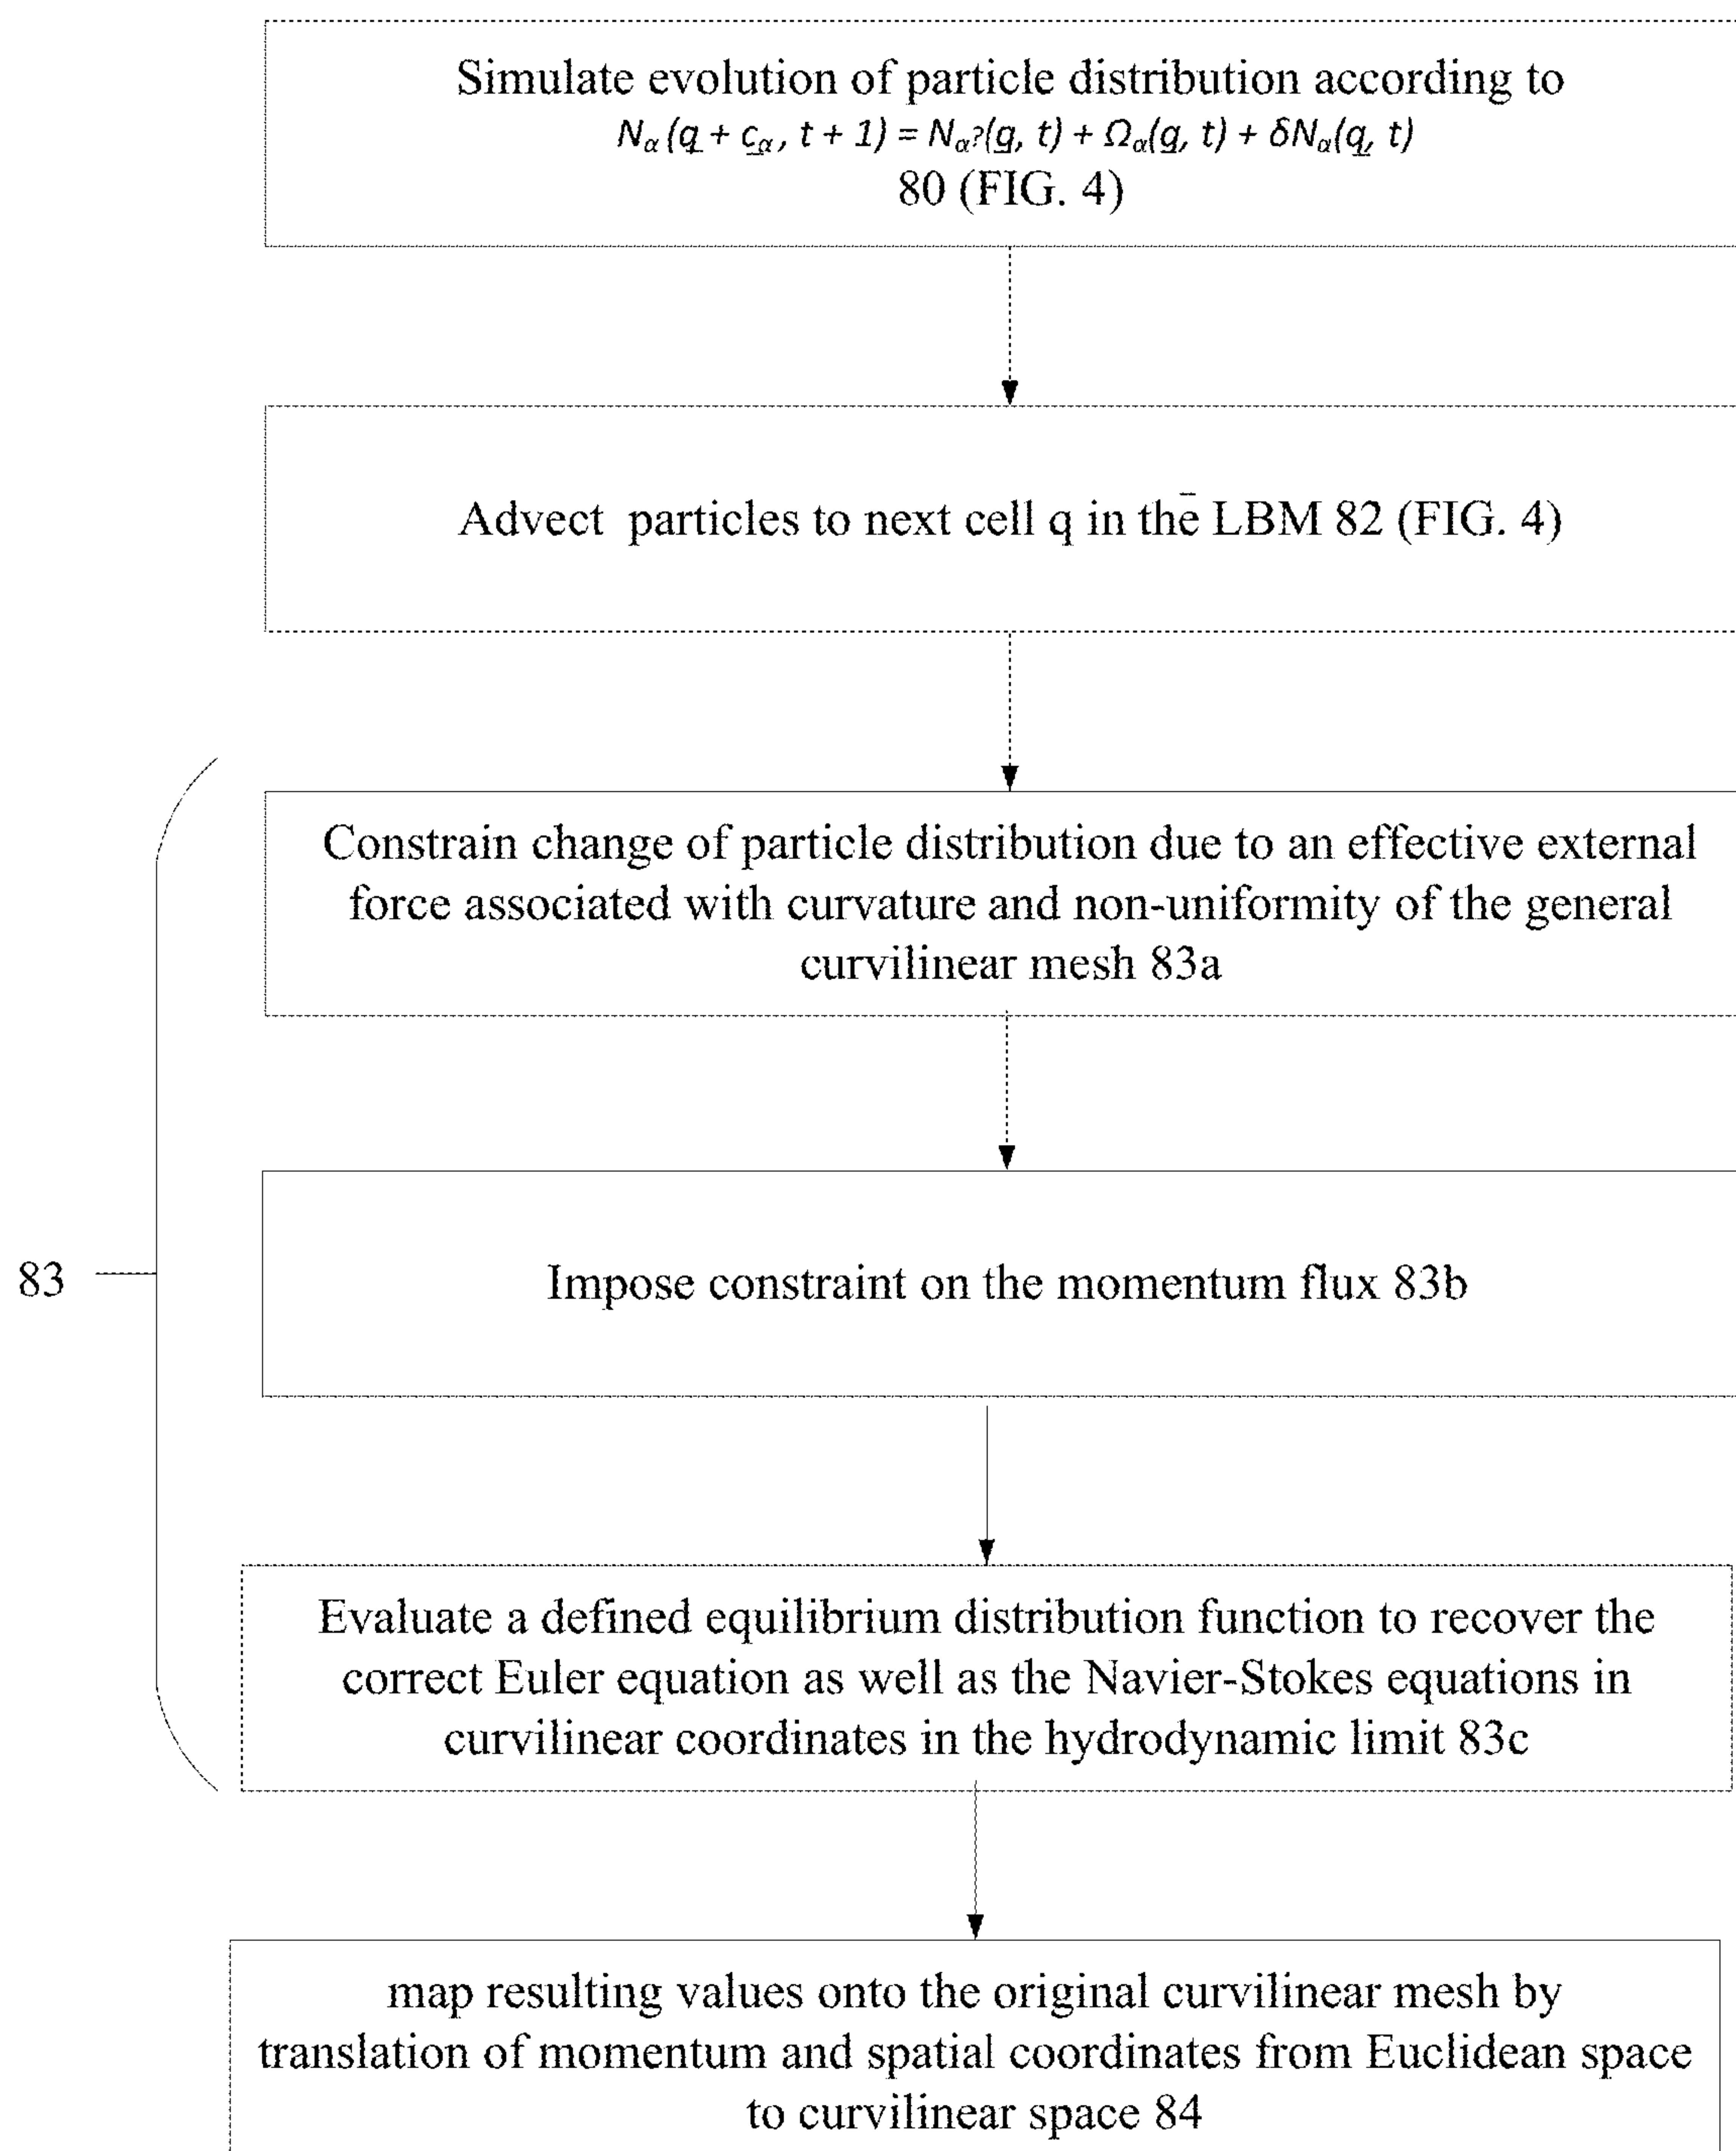 Simulate evolution of particle distribution according to
Nα (q + cα, t + 1) = Nα?(g, t) + Ωα(g, t) + δNα(q, t)
80 (FIG. 4)
Advect particles to next cell q in the LBM 82 (FIG. 4)
Constrain change of particle distribution due to an effective external
force associated with curvature and non-uniformity of the general
curvilinear mesh 83a
83
Impose constraint on the momentum flux 83b
Evaluate a defined equilibrium distribution function to recover the
correct Euler equation as well as the Navier-Stokes equations in
curvilinear coordinates in the hydrodynamic limit 83c
map resulting values onto the original curvilinear mesh by
translation of momentum and spatial coordinates from Euclidean space
to curvilinear space 84